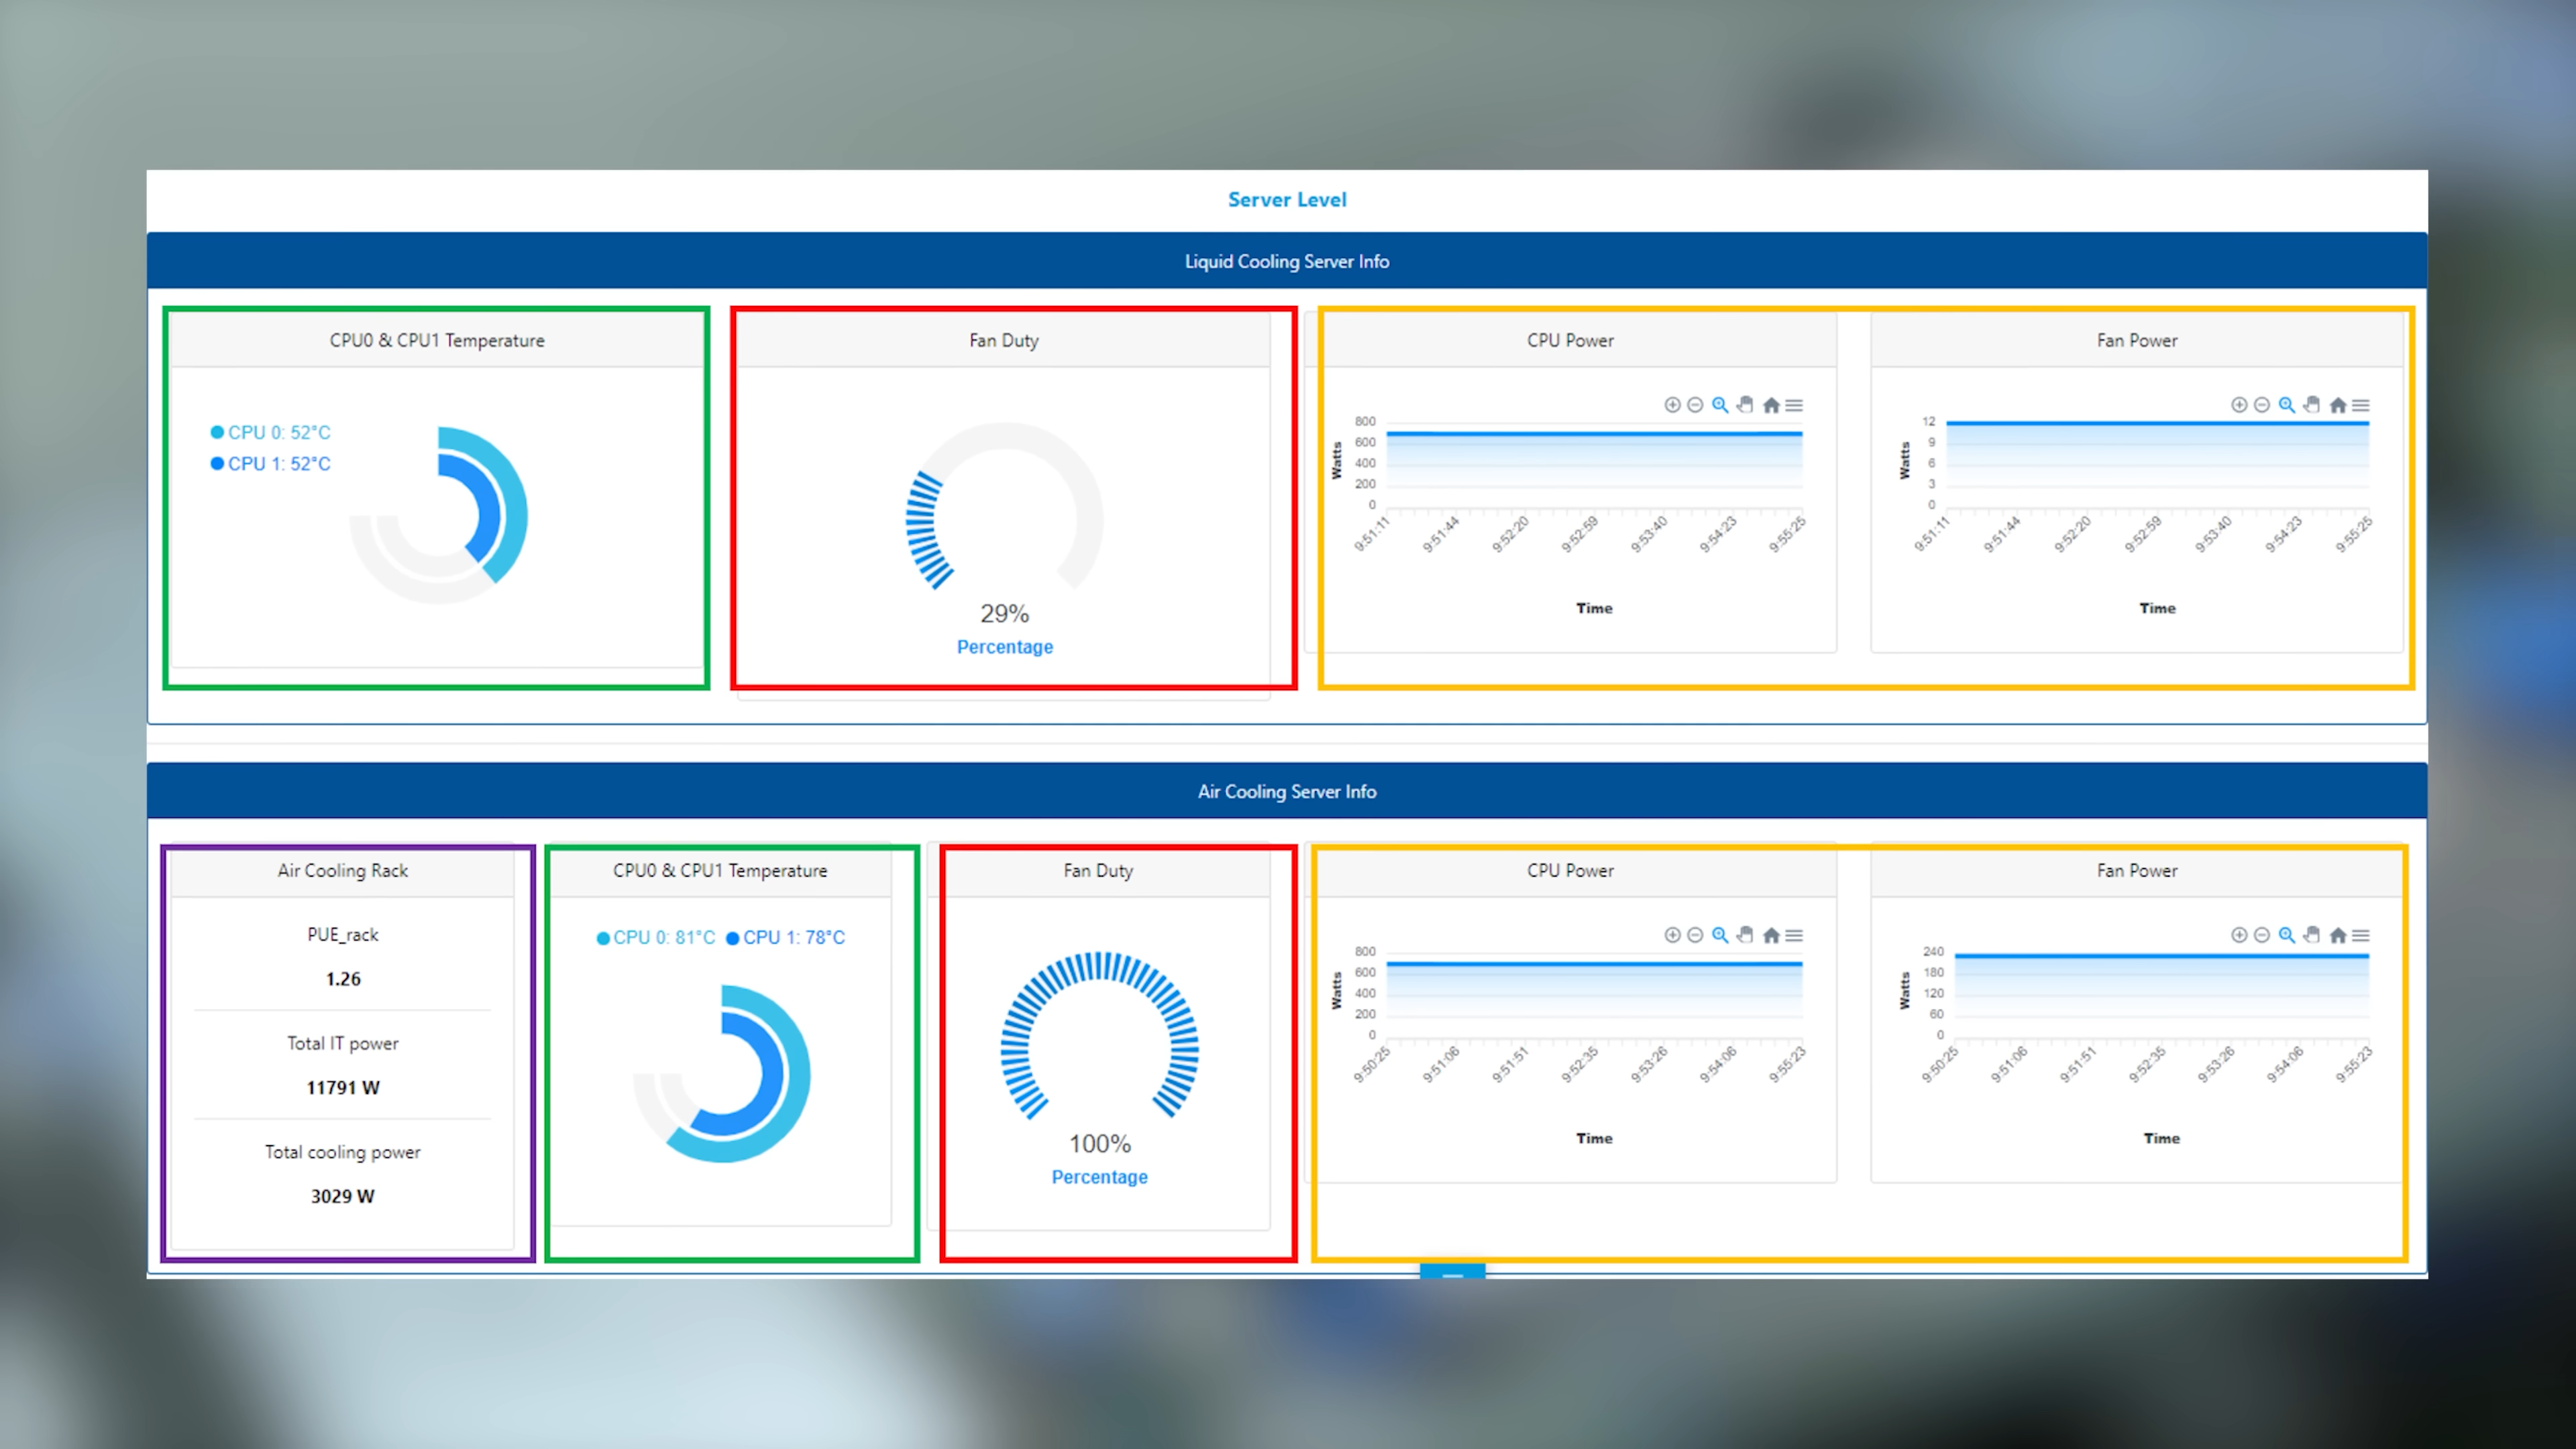 Server Level
Liquid Cooling Server Info
CPU0 & CPU1 Temperature
CPU 0: 52°C
CPU 1: 52°C
Fan Duty
29%
Percentage
CPU Power
800
600
400
200
0
Watts
9:51:11
9:51:44
9:52:20
9:52:59
9:53:40
9:54:23
9:55:25
Time
Fan Power
12
9
6
3
0
Watts
9:51:11
9:51:44
9:52:20
9:52:59
9:53:40
9:54:23
9:55:25
Time
Air Cooling Server Info
Air Cooling Rack
PUE_rack
1.26
Total IT power
11791 W
Total cooling power
3029 W
CPU0 & CPU1 Temperature
CPU 0: 81°C CPU 1: 78°C
Fan Duty
100%
Percentage
CPU Power
800
600
400
200
0
Watts
9:50:25
9:51:06
9:51:51
9:52:35
9:53:26
9:54:06
9:55:23
Time
Fan Power
240
180
120
60
0
Watts
9:50:25
9:51:06
9:51:51
9:52:35
9:53:26
9:54:06
9:55:23
Time